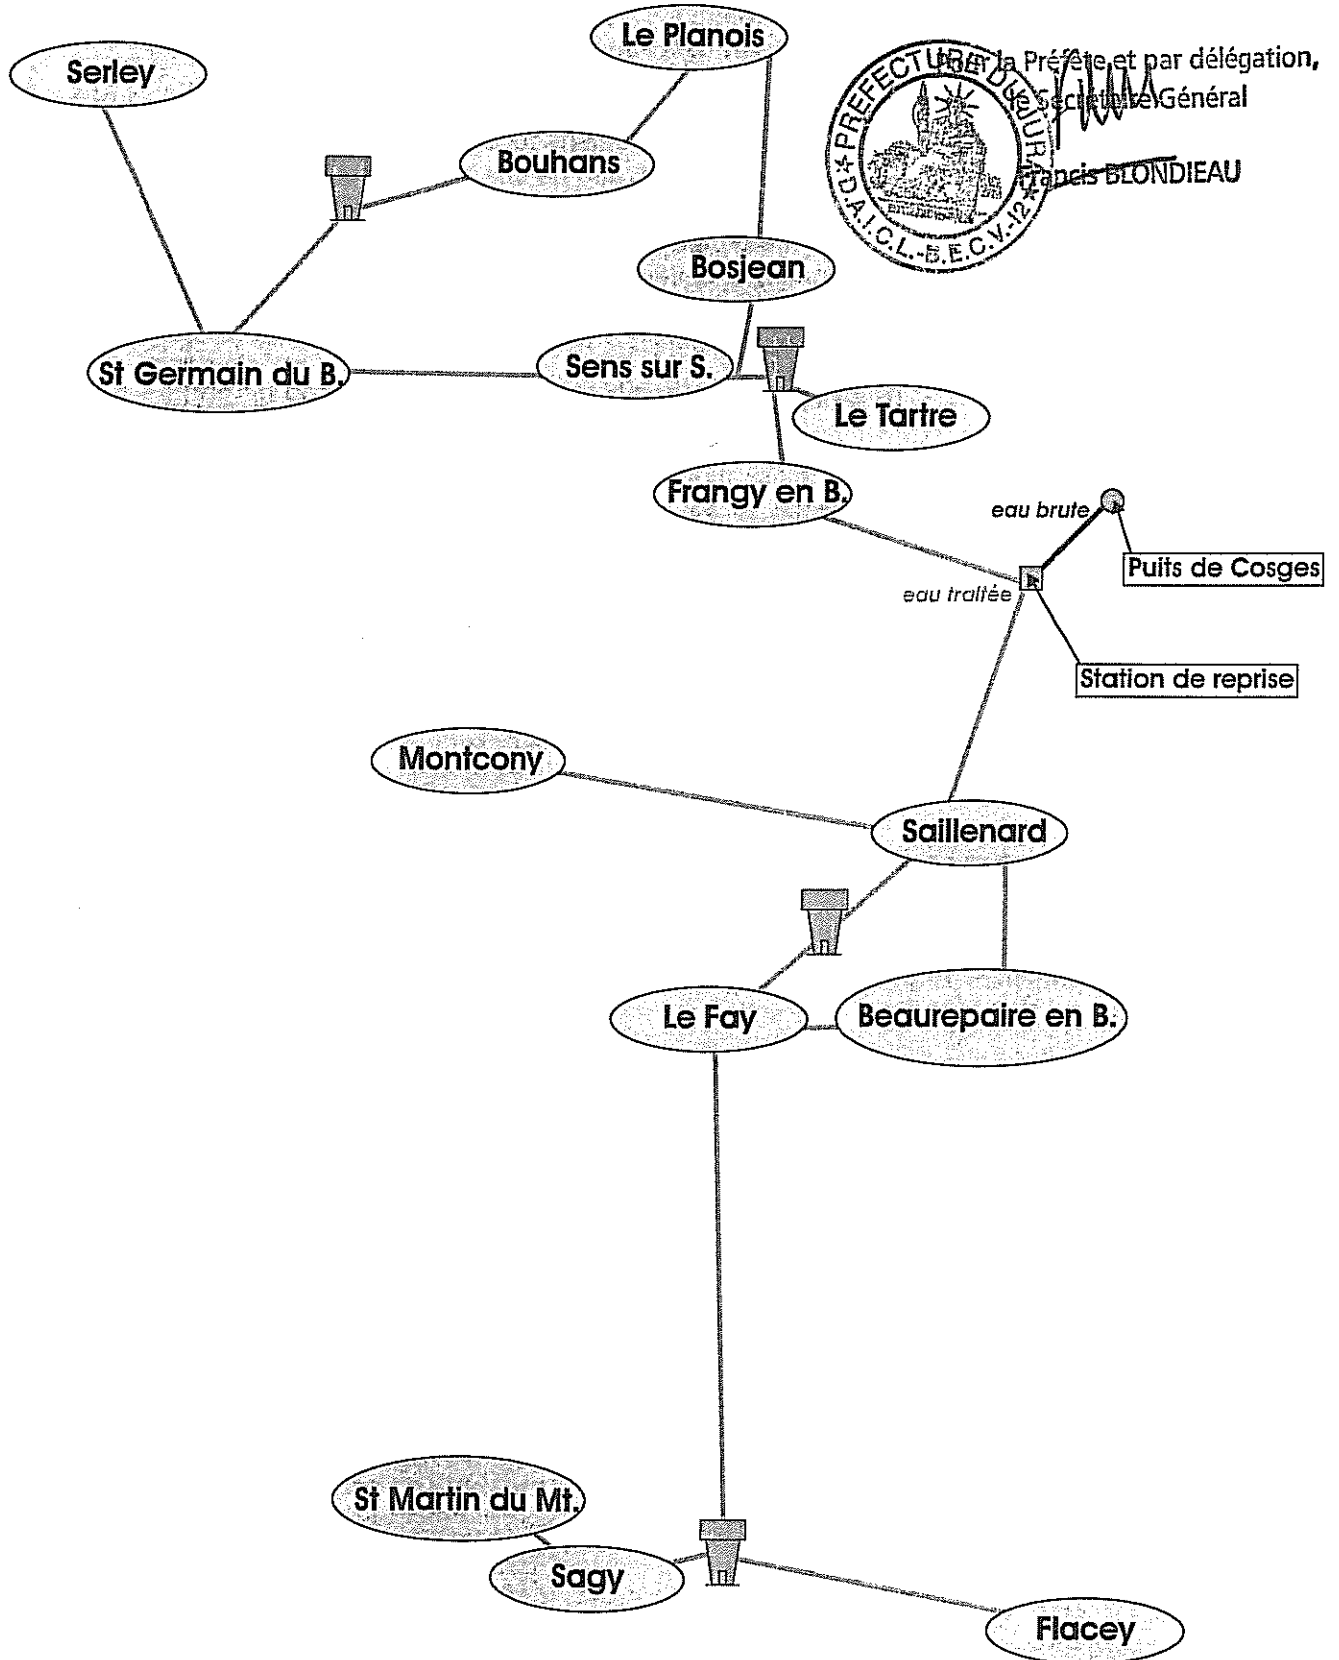 Le Planois
Serley
Pour la Préfète et par délégation,
le Secrétaire Général
Francis BLONDIEAU
PREFECTURE DU JURA
D.A.I.C.L.-B.E.C.V.-12
Bouhans
Bosjean
St Germain du B.
Sens sur S.
Le Tartre
Frangy en B.
eau brute
Puits de Cosges
eau traitée
Station de reprise
Montcony
Saillenard
Le Fay
Beaurepaire en B.
St Martin du Mt.
Sagy
Flacey